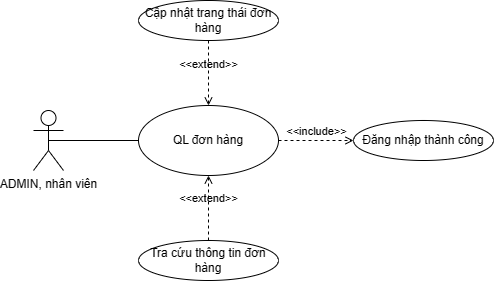 Cập nhật trang thái đơn
hàng
<<extend>>
QL đơn hàng
<<include>>
Đăng nhập thành công
ADMIN, nhân viên
<<extend>>
Tra cứu thông tin đơn
hàng